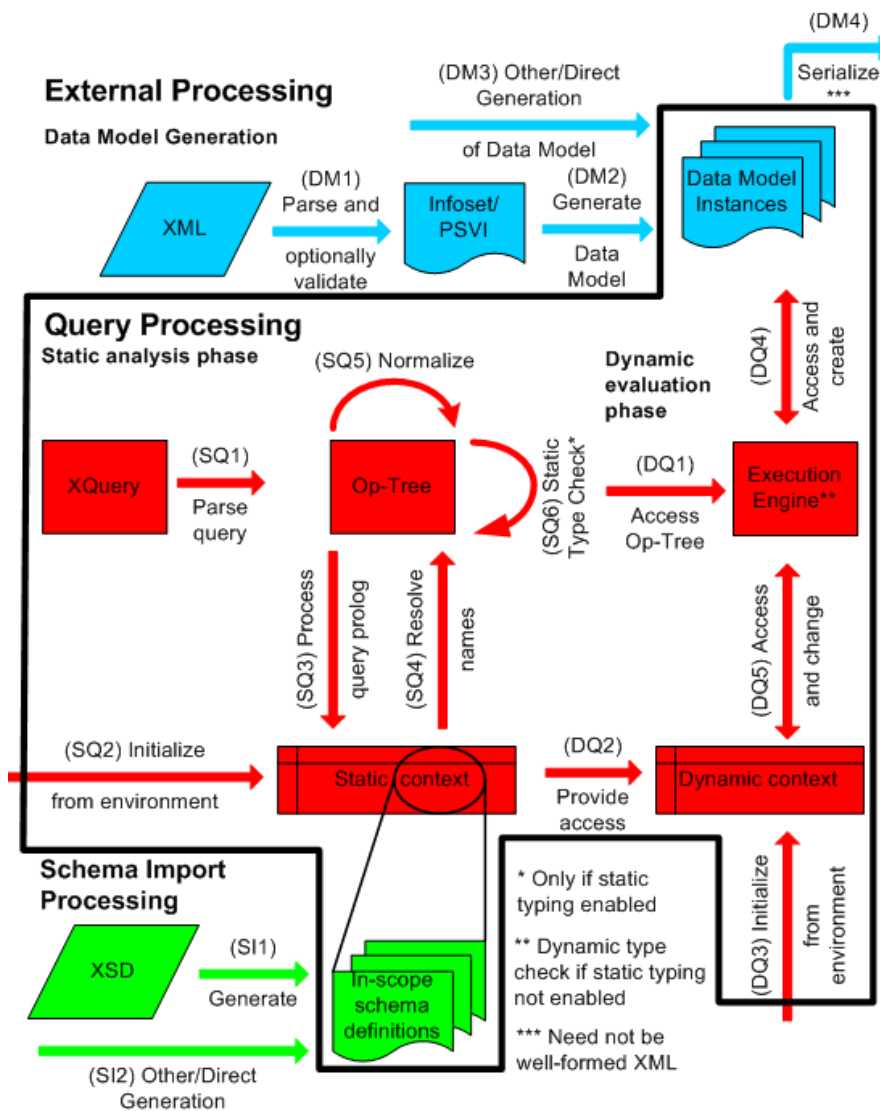 (DM4)
Serialize
***
External Processing
(DM3) Other/Direct
Generation
of Data Model
Data Model Generation
(DM1)
Parse and
optionally
validate
(DM2)
Generate
Data
Model
XML
Infoset/
PSVI
Data Model
Instances
Query Processing
Static analysis phase
(SQ5) Normalize
Dynamic
evaluation
phase
(DQ4)
Access and
create
XQuery
(SQ1)
Parse
query
Op-Tree
(SQ6) Static
Type Check*
(DQ1)
Access
Op-Tree
Execution
Engine**
(SQ3) Process
query prolog
(SQ4) Resolve
names
(DQ5) Access
and change
(SQ2) Initialize
from environment
Static context
(DQ2)
Provide
access
Dynamic context
Schema Import
Processing
XSD
(SI1)
Generate
In-scope
schema
definitions
(SI2) Other/Direct
Generation
* Only if static
typing enabled
** Dynamic type
check if static typing
not enabled
*** Need not be
well-formed XML
(DQ3) Initialize
from
environment